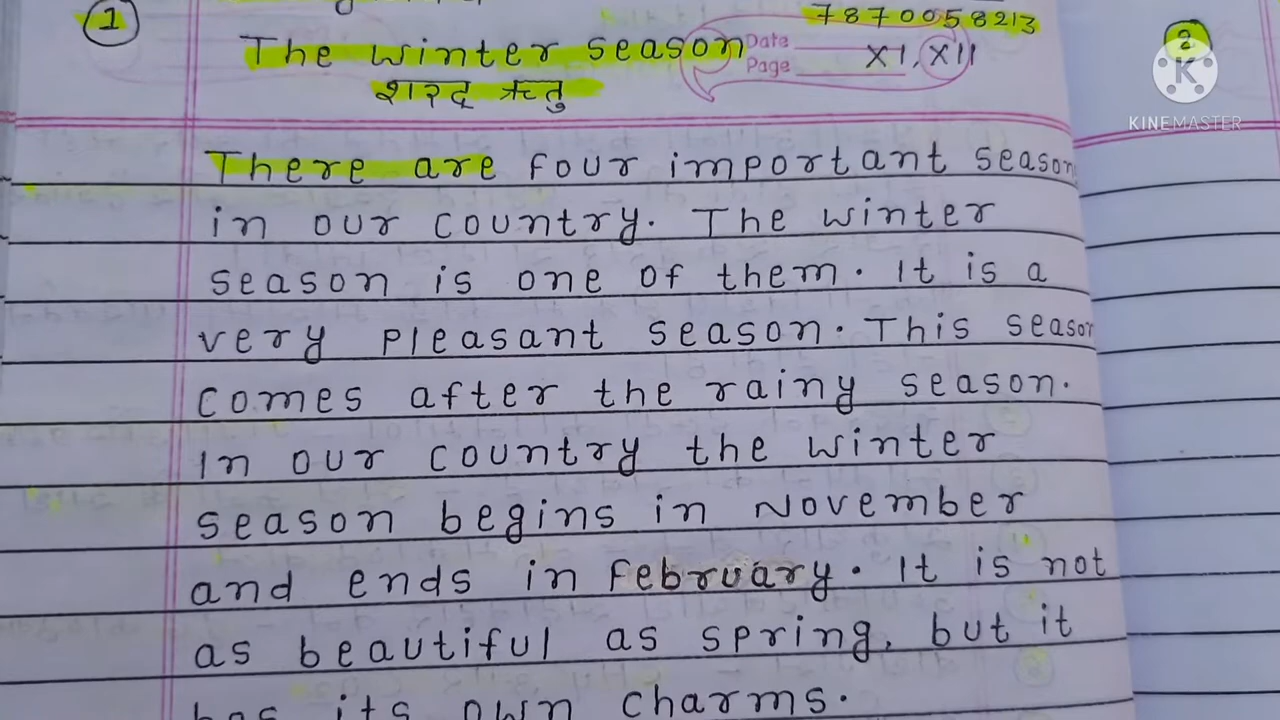 1
7870058213
The winter season
Date
Page
XI, XII
शरद ऋतु
2
K
KINEMASTER
There are four important season
in our country. The winter
season is one of them. It is a
very pleasant season. This season
comes after the rainy season.
In our country the winter
season begins in November
and ends in February. It is not
as beautiful as spring, but it
has its own charms.